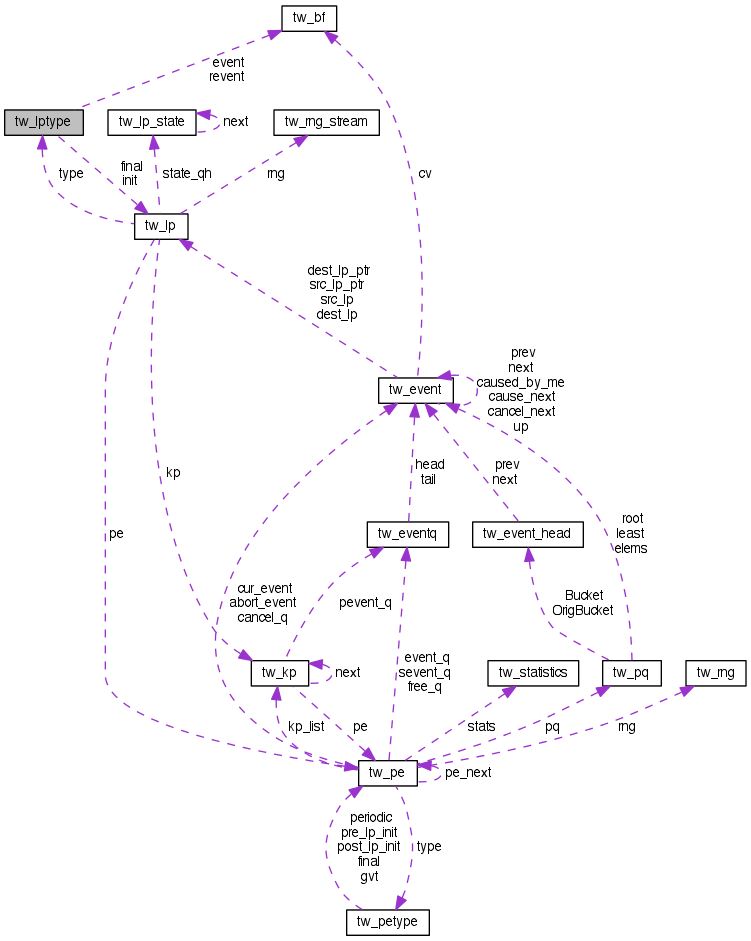 tw_bf
event
revent
tw_lptype
tw_lp_state
next
tw_rng_stream
type
final
init
state_qh
rng
cv
tw_lp
dest_lp_ptr
src_lp_ptr
src_lp
dest_lp
prev
next
caused_by_me
cause_next
cancel_next
up
tw_event
kp
head
tail
prev
next
pe
tw_eventq
tw_event_head
root
least
elems
cur_event
abort_event
cancel_q
pevent_q
Bucket
OrigBucket
tw_kp
next
event_q
sevent_q
free_q
tw_statistics
tw_pq
tw_rng
kp_list
pe
stats
pq
rng
tw_pe
pe_next
periodic
pre_lp_init
post_lp_init
final
gvt
type
tw_petype